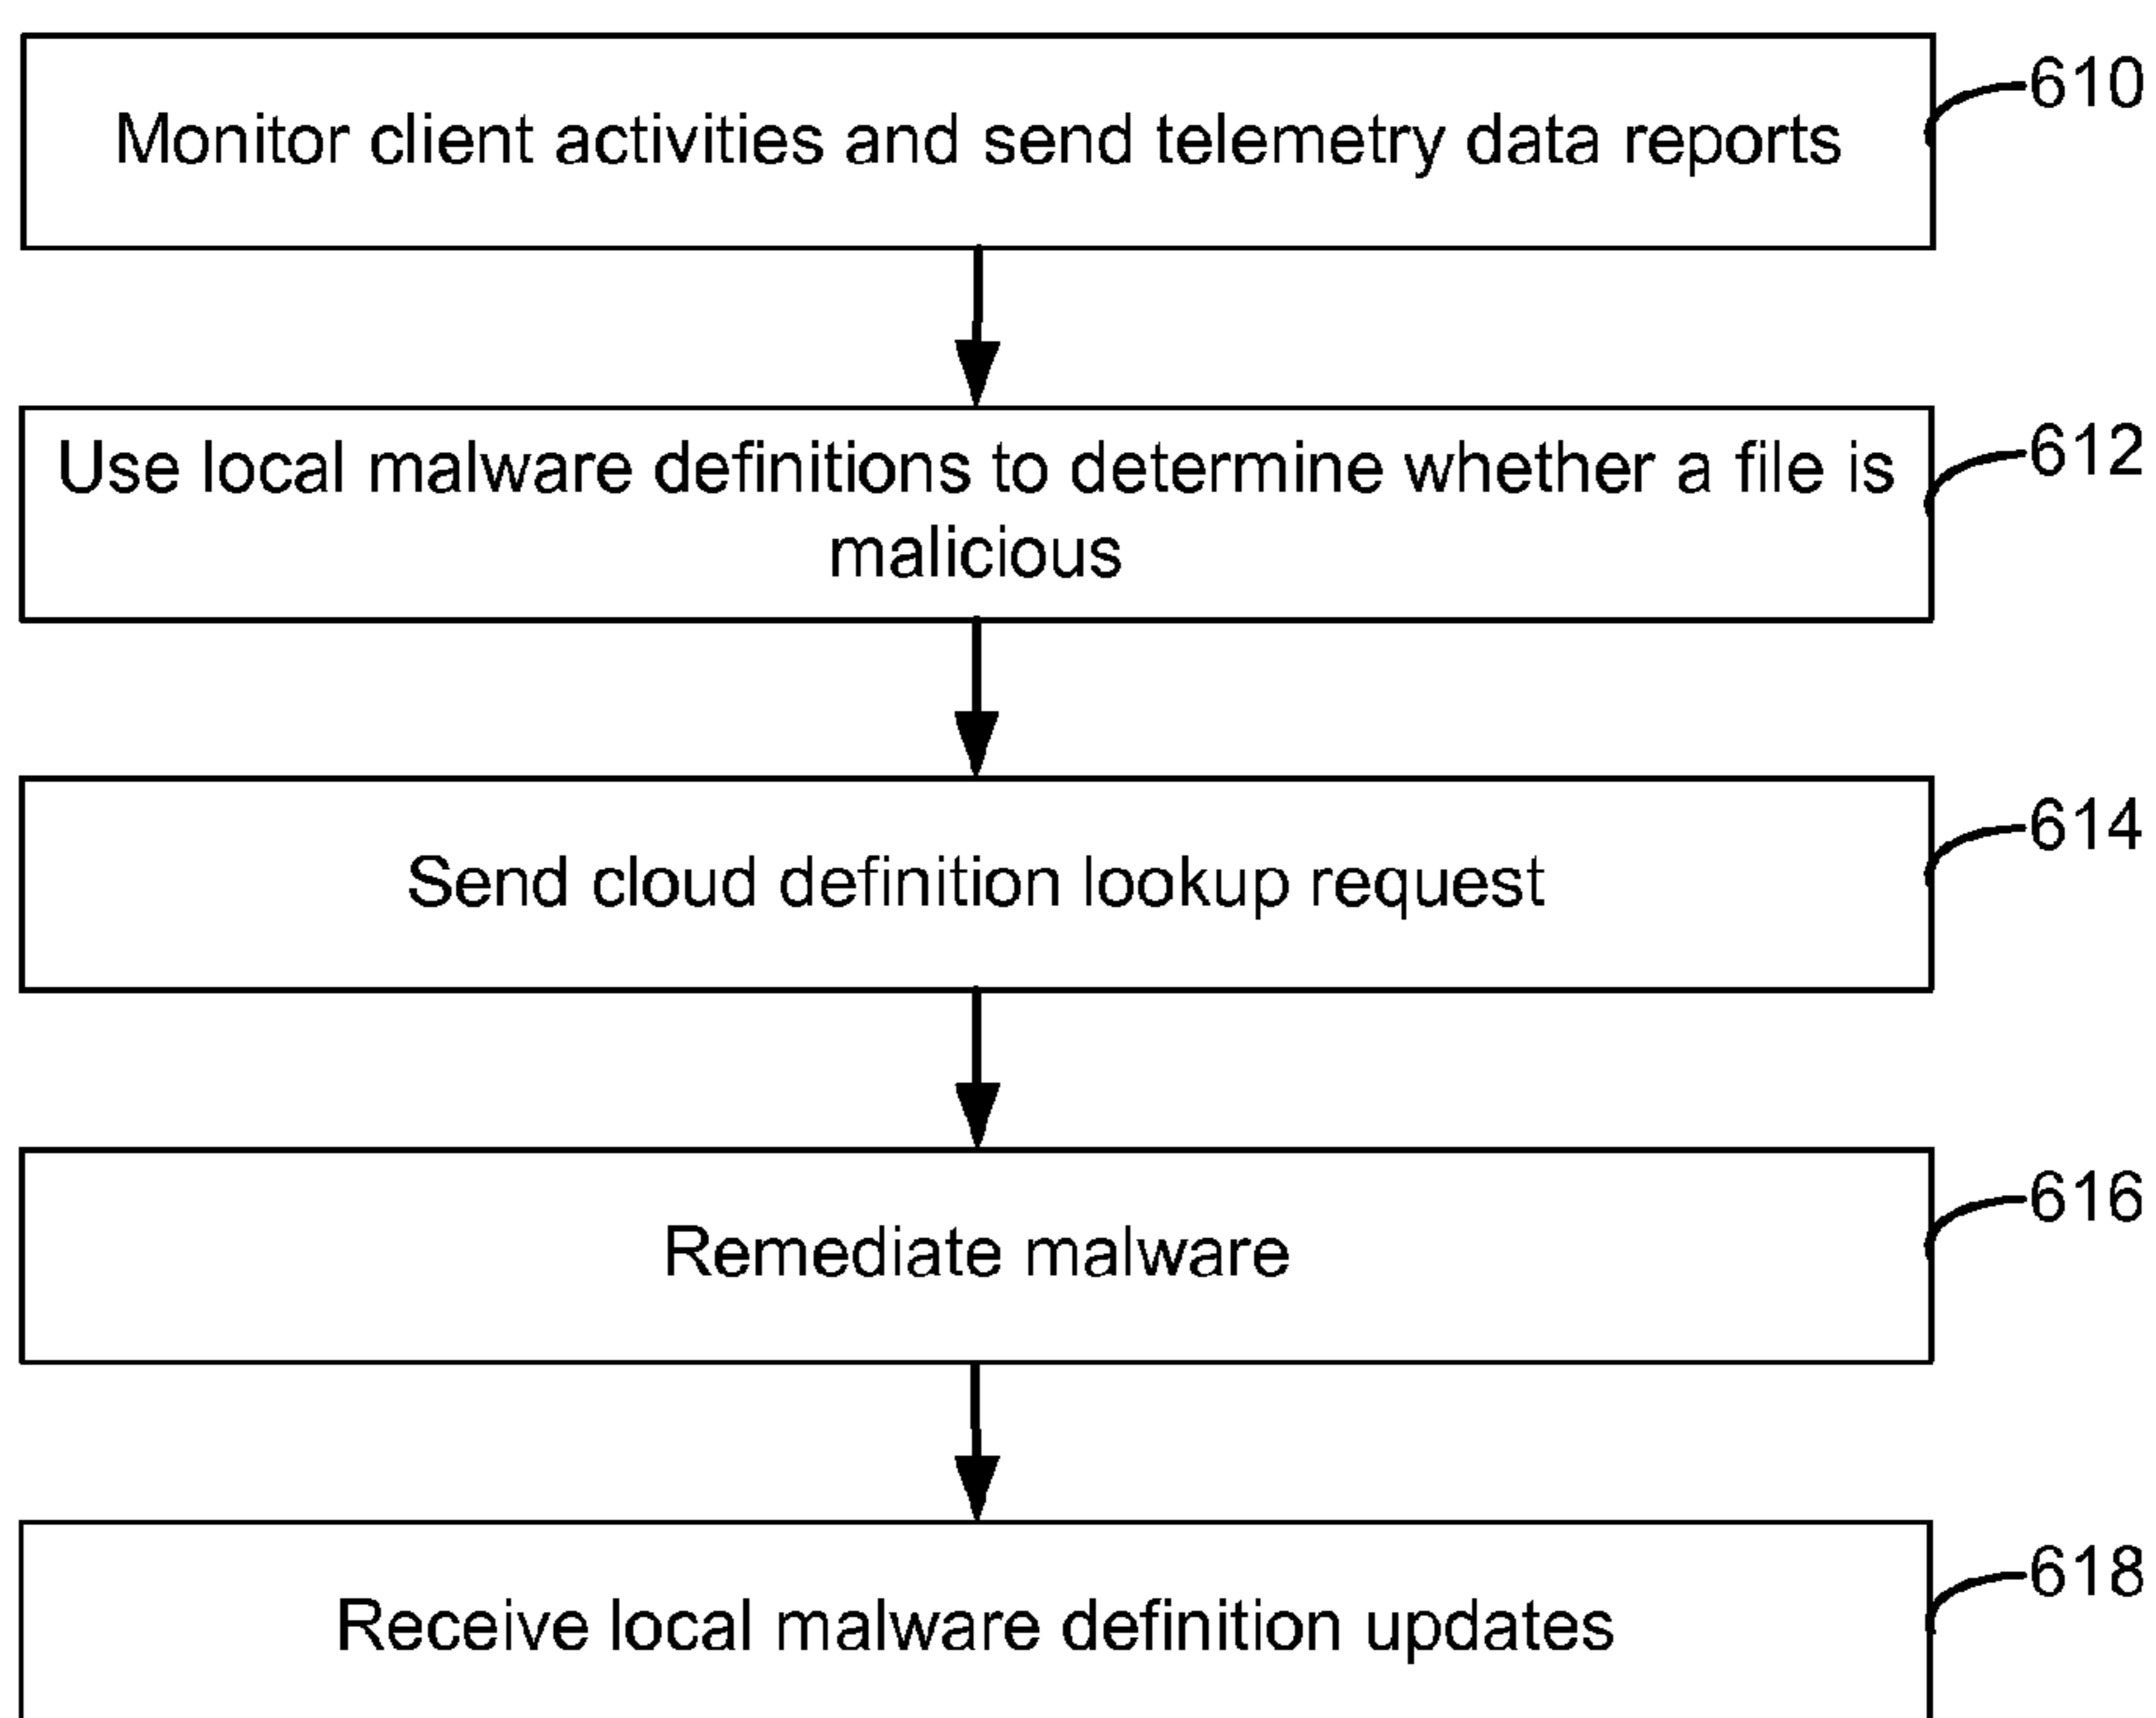 Monitor client activities and send telemetry data reports
610
Use local malware definitions to determine whether a file is
malicious
612
Send cloud definition lookup request
614
Remediate malware
616
Receive local malware definition updates
618